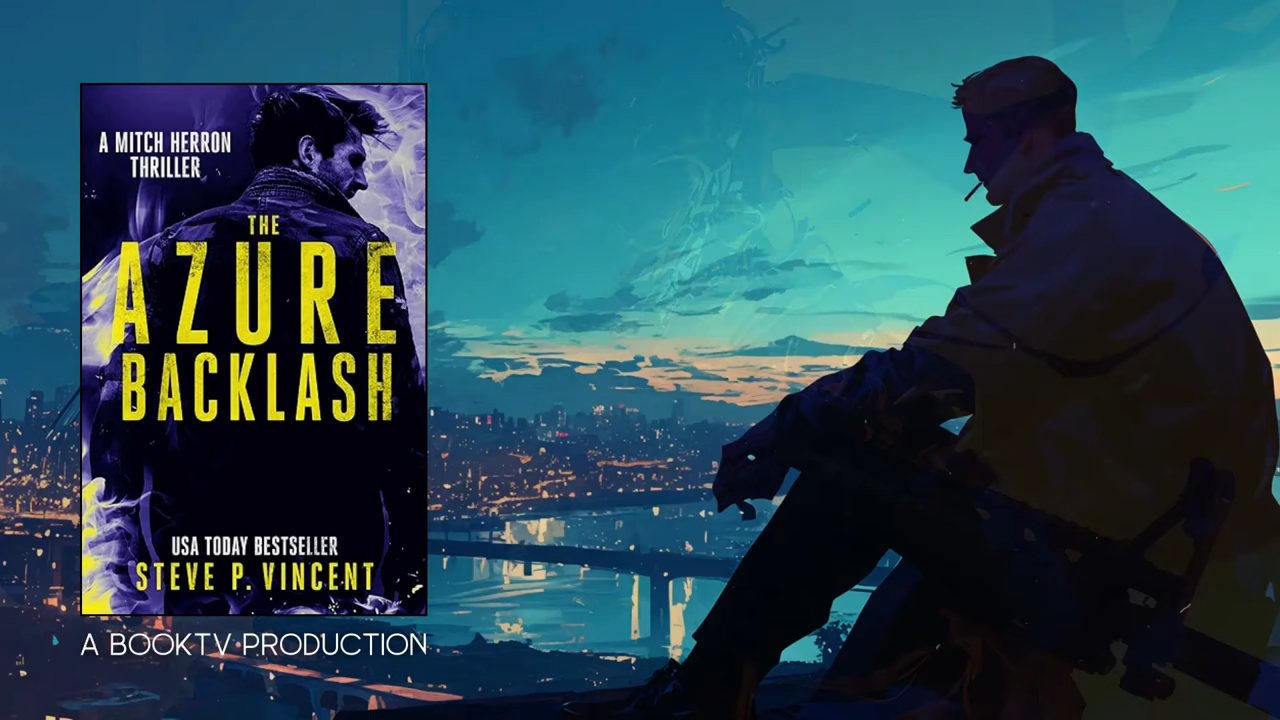 A MITCH HERRON
THRILLER
THE
AZURE
BACKLASH
USA TODAY BESTSELLER
STEVE P. VINCENT
A BOOKTV PRODUCTION